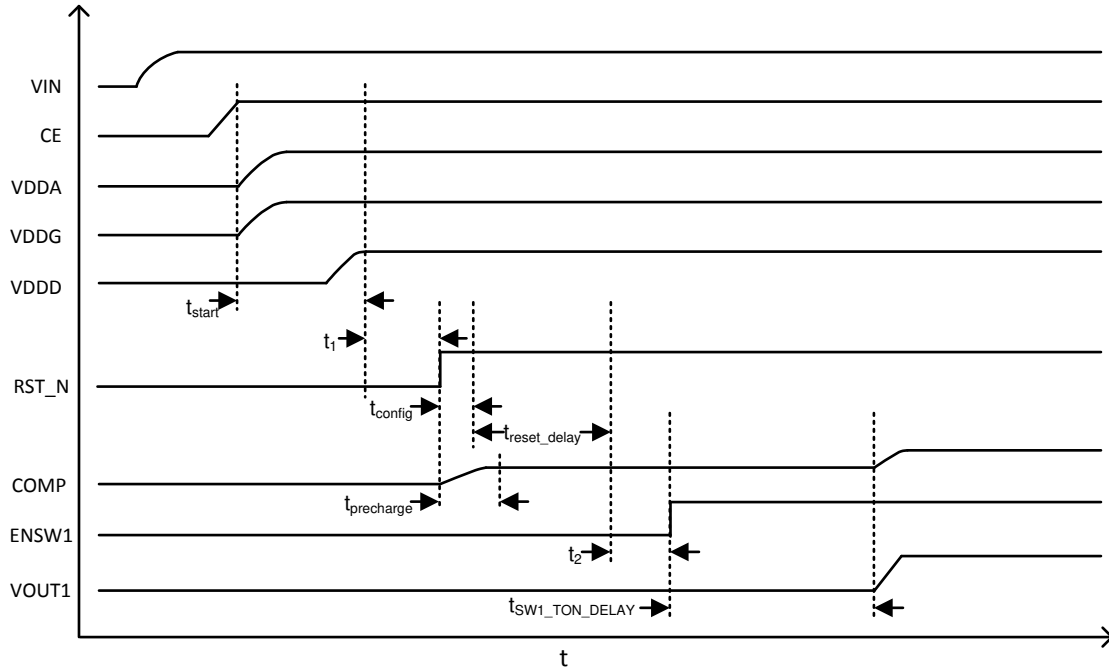 VIN
CE
VDDA
VDDG
VDDD
tstart
t1
RST_N
tconfig
treset_delay
COMP
tprecharge
ENSW1
t2
VOUT1
tSW1_TON_DELAY
t